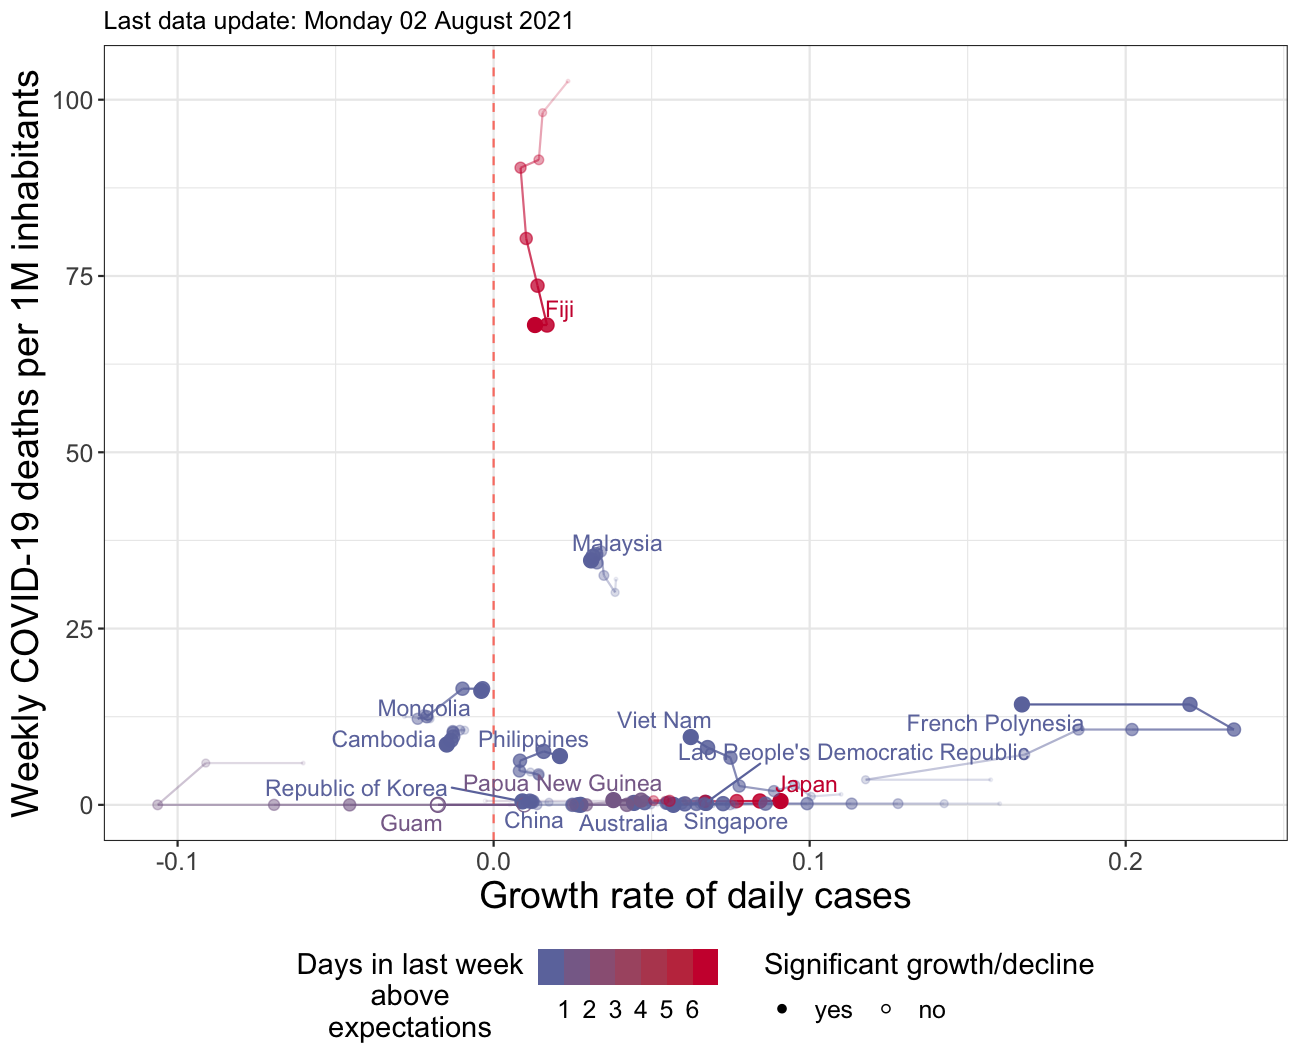 Last data update: Monday 02 August 2021
Weekly COVID-19 deaths per 1M inhabitants
100
75
50
25
0
Fiji
Malaysia
Mongolia
Cambodia
Philippines
Viet Nam
French Polynesia
Lao People's Democratic Republic
Republic of Korea
Papua New Guinea
Japan
Guam
China
Australia
Singapore
-0.1
0.0
0.1
0.2
Growth rate of daily cases
Days in last week
above
expectations
1 2 3 4 5 6
Significant growth/decline
yes
no